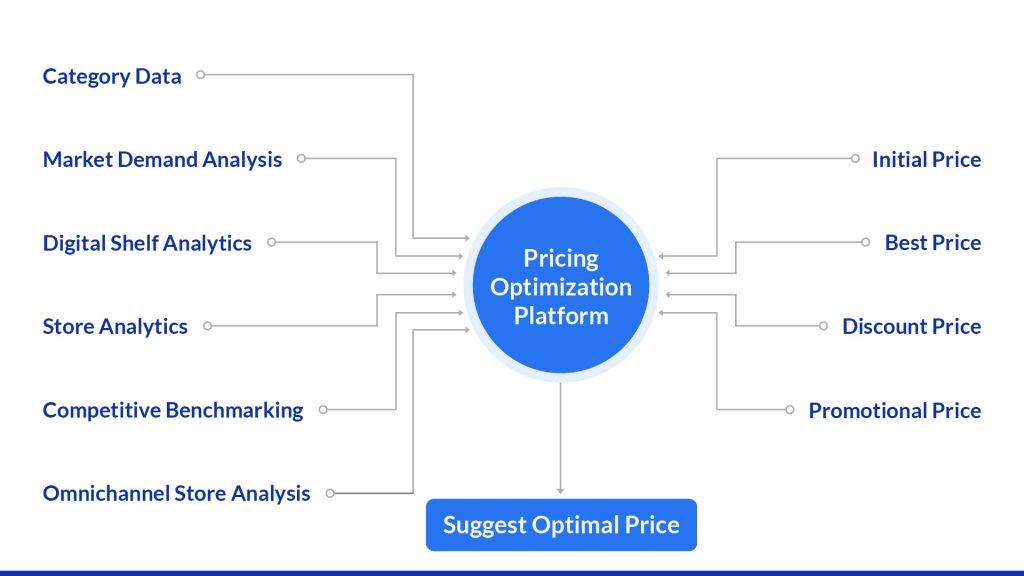 Category Data
Market Demand Analysis
Digital Shelf Analytics
Store Analytics
Competitive Benchmarking
Omnichannel Store Analysis
Pricing
Optimization
Platform
Initial Price
Best Price
Discount Price
Promotional Price
Suggest Optimal Price